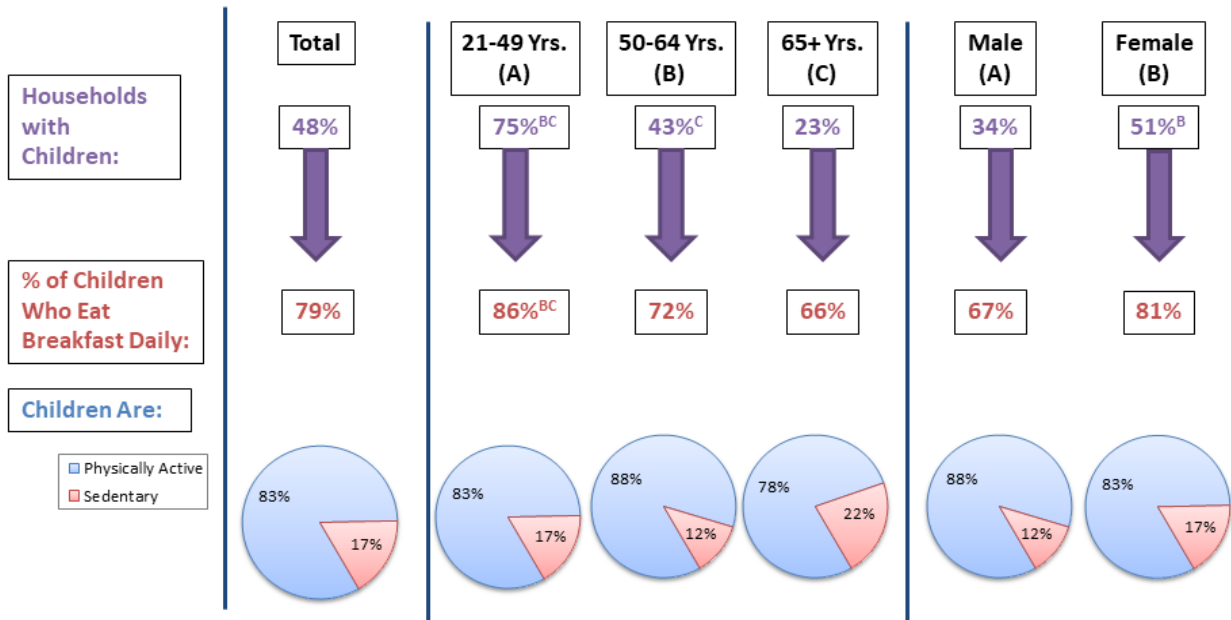 Total
21-49 Yrs.
(A)
50-64 Yrs.
(B)
65+ Yrs.
(C)
Male
(A)
Female
(B)
Households
with
Children:
48%
75%BC
43%C
23%
34%
51%B
% of Children
Who Eat
Breakfast Daily:
79%
86%BC
72%
66%
67%
81%
Children Are:
Physically Active
Sedentary
83%
17%
83%
17%
88%
12%
78%
22%
88%
12%
83%
17%